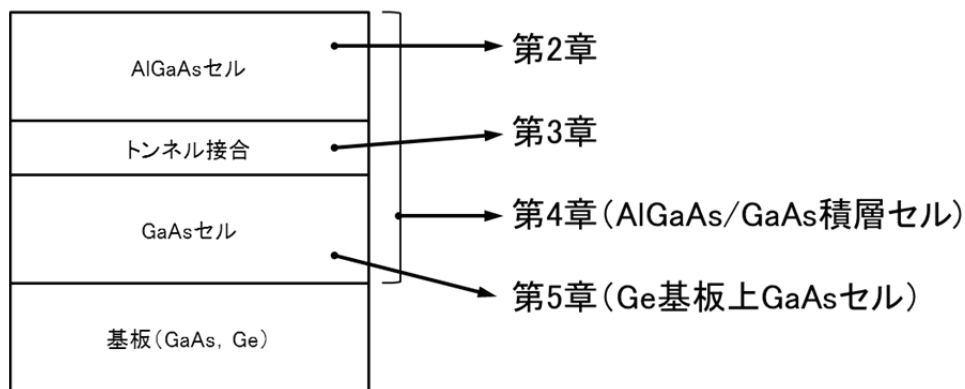 AlGaAsセル
トンネル接合
GaAsセル
基板(GaAs, Ge)
第2章
第3章
第4章(AlGaAs/GaAs積層セル)
第5章(Ge基板上GaAsセル)